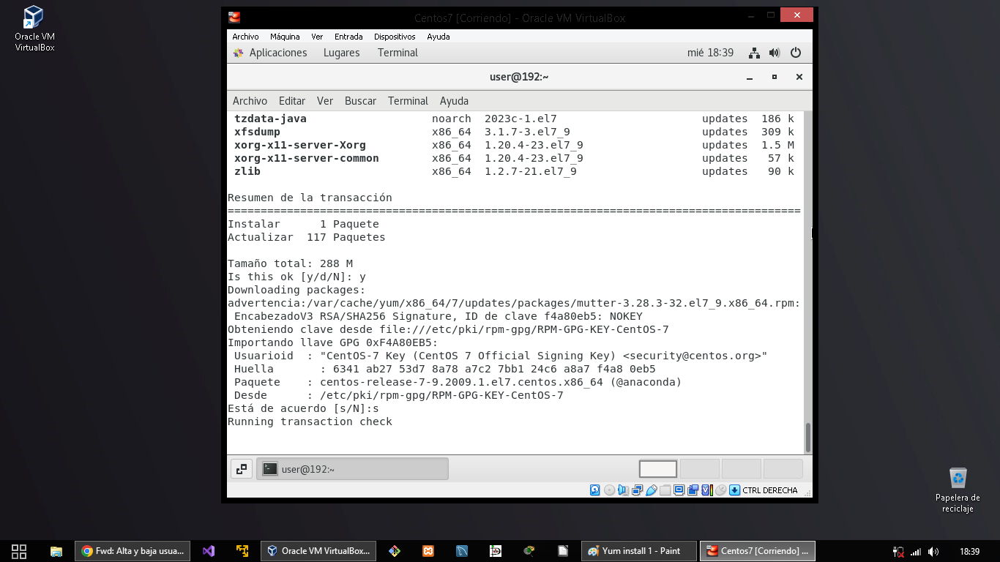 Oracle VM
VirtualBox
Centos7 [Corriendo] - Oracle VM VirtualBox
Archivo Máquina Ver Entrada Dispositivos Ayuda
Aplicaciones Lugares Terminal mié 18:39
user@192:~
Archivo Editar Ver Buscar Terminal Ayuda
tzdata-java noarch 2023c-1.el7 updates 186 k
xfsdump x86_64 3.1.7-3.el7_9 updates 309 k
xorg-x11-server-Xorg x86_64 1.20.4-23.el7_9 updates 1.5 M
xorg-x11-server-common x86_64 1.20.4-23.el7_9 updates 57 k
zlib x86_64 1.2.7-21.el7_9 updates 90 k
Resumen de la transacción
=======================================================================================
Instalar 1 Paquete
Actualizar 117 Paquetes
Tamaño total: 288 M
Is this ok [y/d/N]: y
Downloading packages:
advertencia:/var/cache/yum/x86_64/7/updates/packages/mutter-3.28.3-32.el7_9.x86_64.rpm:
EncabezadoV3 RSA/SHA256 Signature, ID de clave f4a80eb5: NOKEY
Obteniendo clave desde file:///etc/pki/rpm-gpg/RPM-GPG-KEY-CentOS-7
Importando llave GPG 0xF4A80EB5:
Usuarioid : "CentOS-7 Key (CentOS 7 Official Signing Key) <security@centos.org>"
Huella : 6341 ab27 53d7 8a78 a7c2 7bb1 24c6 a8a7 f4a8 0eb5
Paquete : centos-release-7-9.2009.1.el7.centos.x86_64 (@anaconda)
Desde : /etc/pki/rpm-gpg/RPM-GPG-KEY-CentOS-7
Está de acuerdo [s/N]:s
Running transaction check
user@192:~
CTRL DERECHA
Papelera de
reciclaje
Fwd: Alta y baja usua... Oracle VM VirtualBox... Yum install 1 - Paint Centos7 [Corriendo] ... 18:39